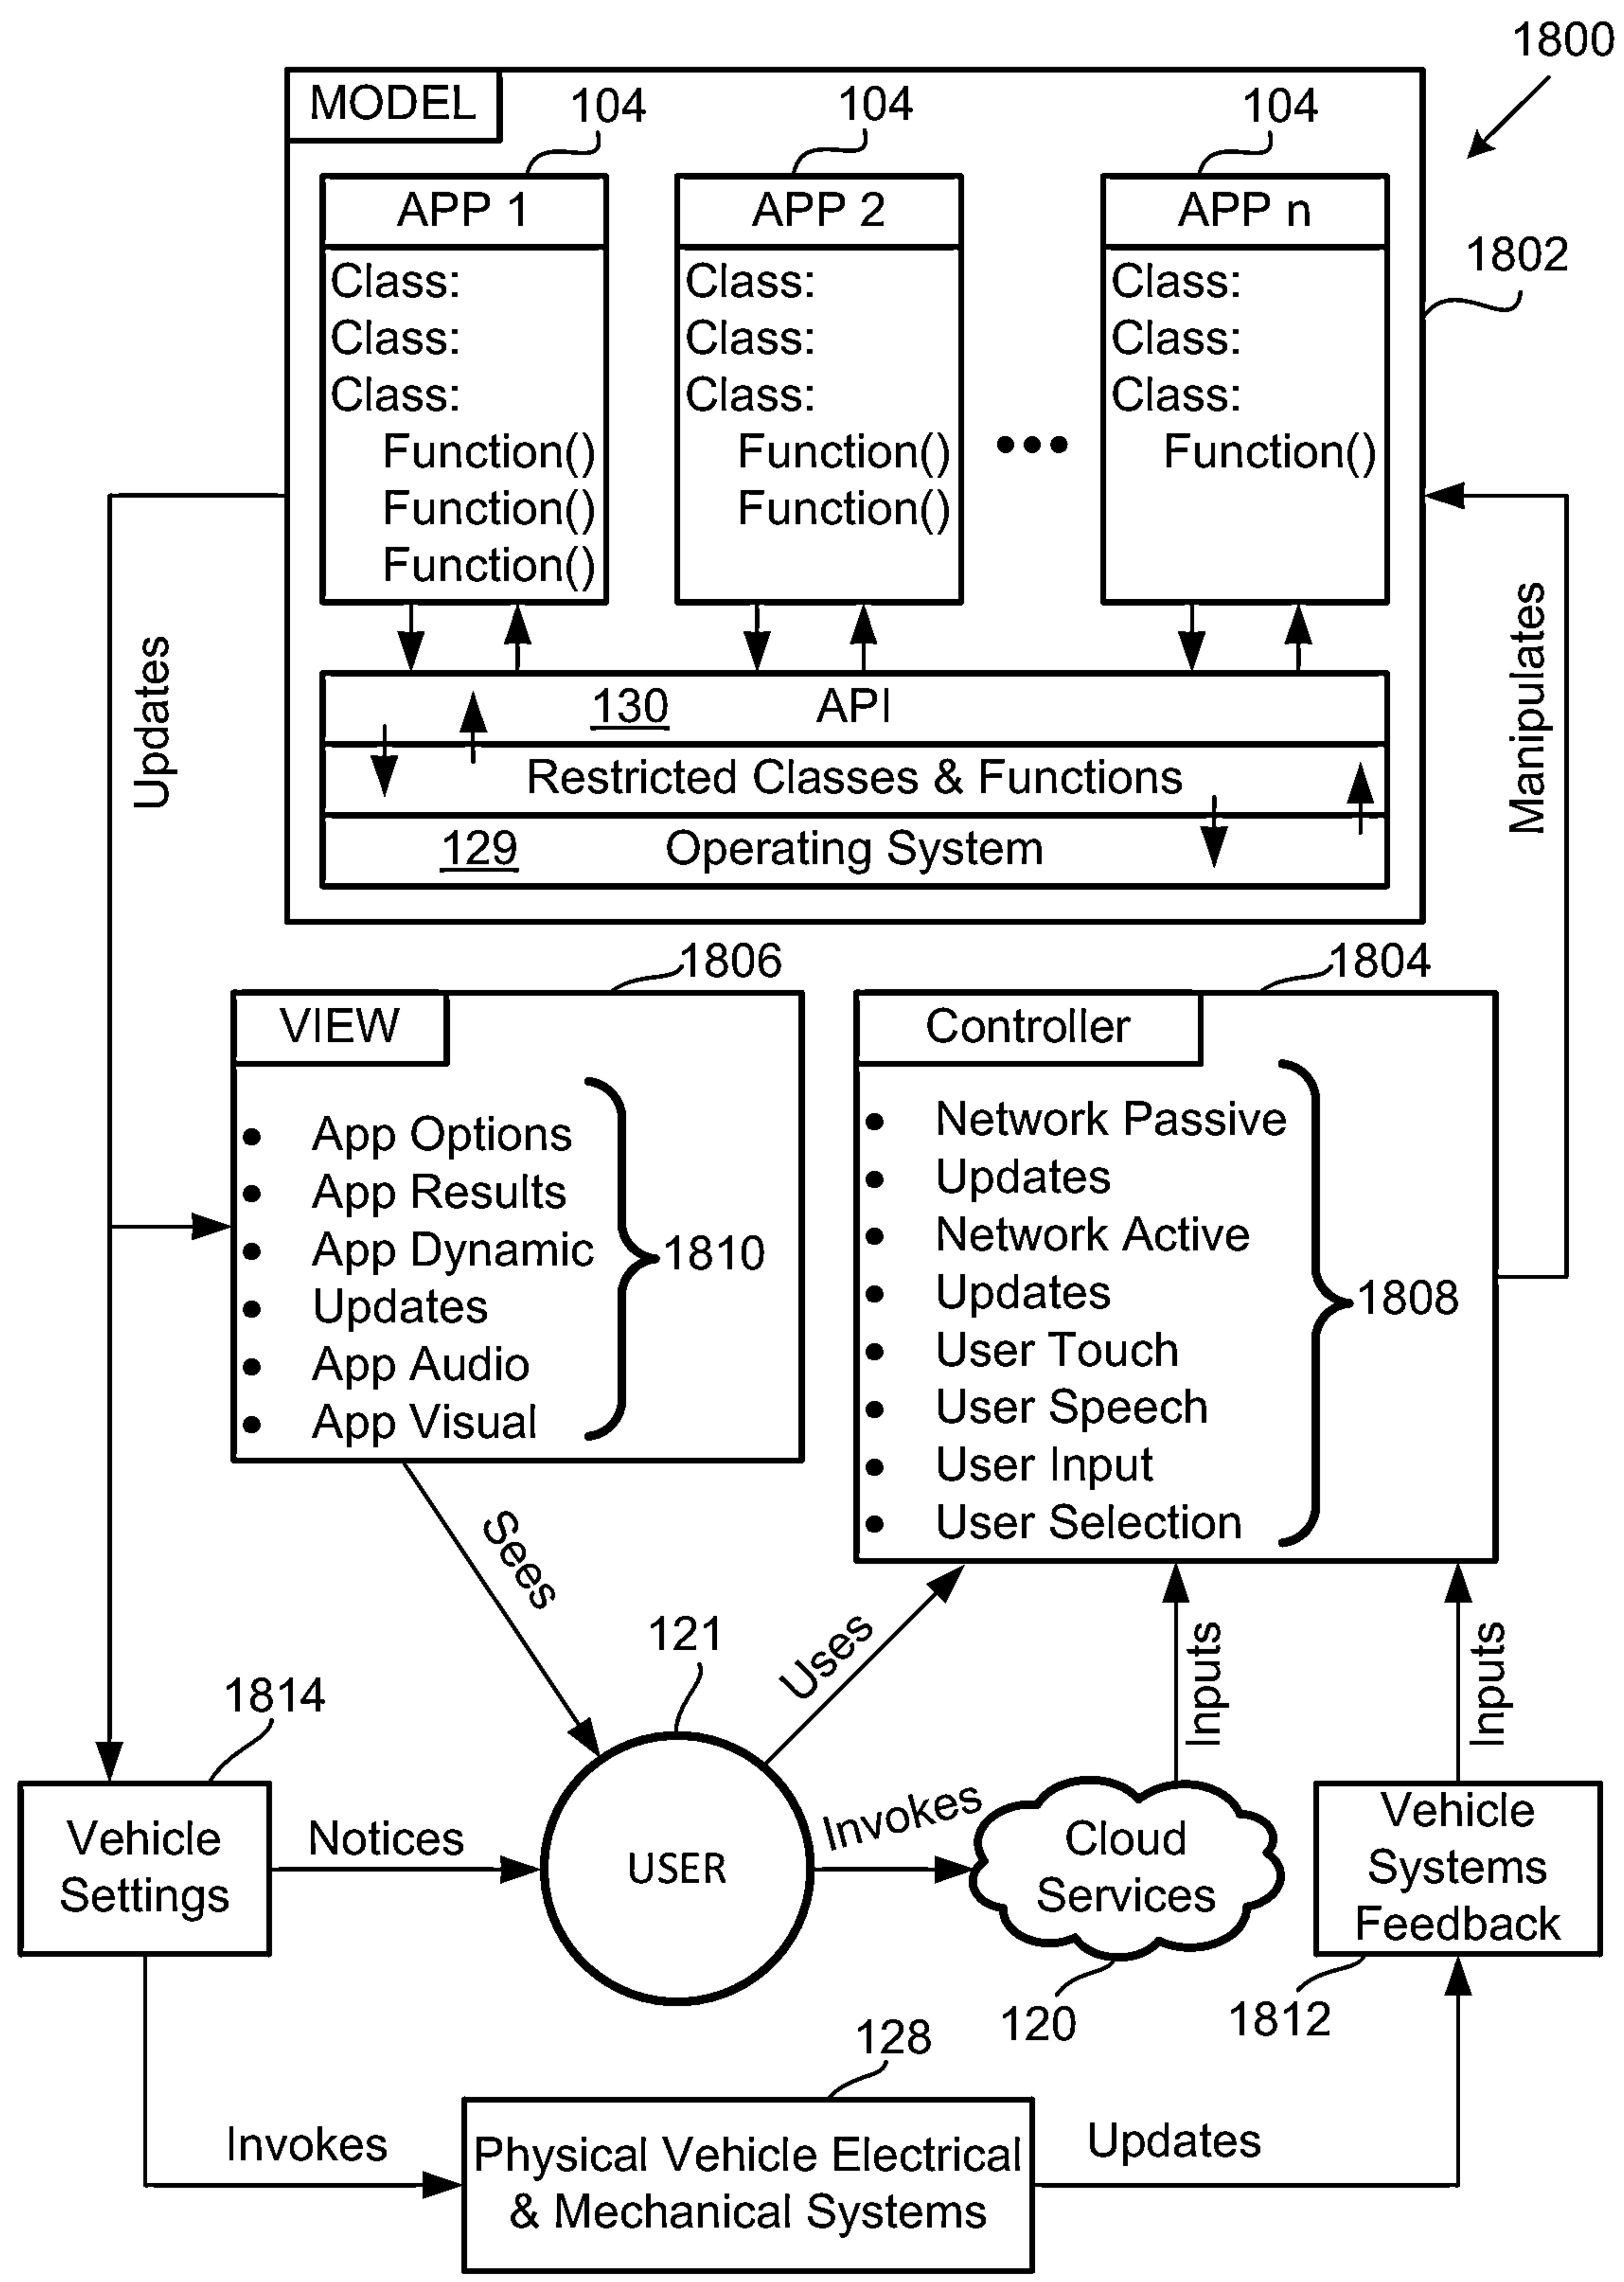 1800
MODEL
104
104
104
1802
APP 1
Class:
Class:
Class:
Function()
Function()
Function()
APP 2
Class:
Class:
Class:
Function()
Function()
•••
APP n
Class:
Class:
Class:
Function()
130 API
Restricted Classes & Functions
129 Operating System
Updates
Manipulates
1806
VIEW
• App Options
• App Results
• App Dynamic
• Updates
• App Audio
• App Visual
1810
1804
Controller
• Network Passive
• Updates
• Network Active
• Updates
• User Touch
• User Speech
• User Input
• User Selection
1808
Sees
Uses
Inputs
Inputs
121
1814
Vehicle
Settings
Notices
USER
Invokes
Cloud
Services
120
Vehicle
Systems
Feedback
1812
128
Invokes
Physical Vehicle Electrical
& Mechanical Systems
Updates